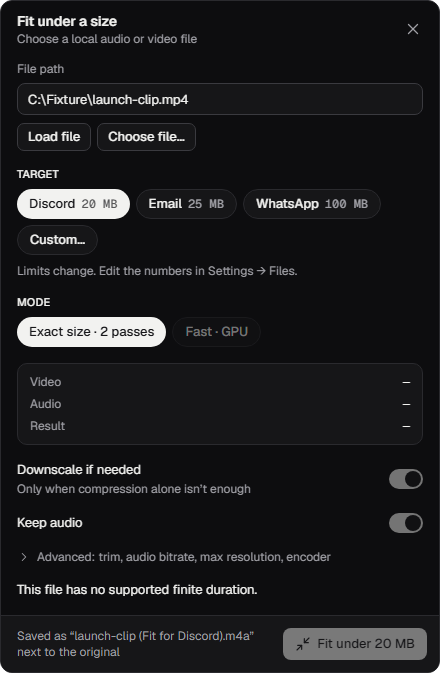 Fit under a size
Choose a local audio or video file
File path
C:\Fixture\launch-clip.mp4
Load file Choose file...
TARGET
Discord 20 MB Email 25 MB WhatsApp 100 MB
Custom...
Limits change. Edit the numbers in Settings → Files.
MODE
Exact size · 2 passes Fast · GPU
Video –
Audio –
Result –
Downscale if needed
Only when compression alone isn't enough
Keep audio
Advanced: trim, audio bitrate, max resolution, encoder
This file has no supported finite duration.
Saved as “launch-clip (Fit for Discord).m4a”
next to the original
Fit under 20 MB